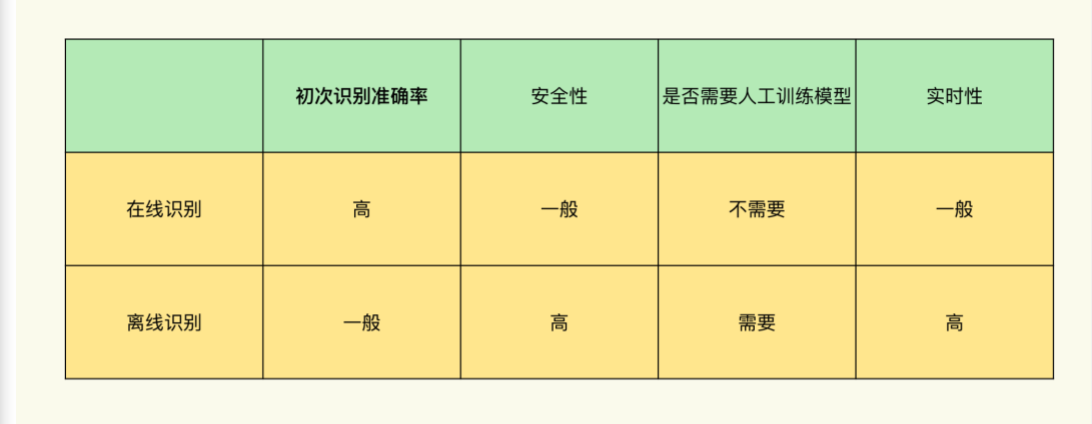 初次识别准确率 安全性 是否需要人工训练模型 实时性
在线识别 高 一般 不需要 一般
离线识别 一般 高 需要 高